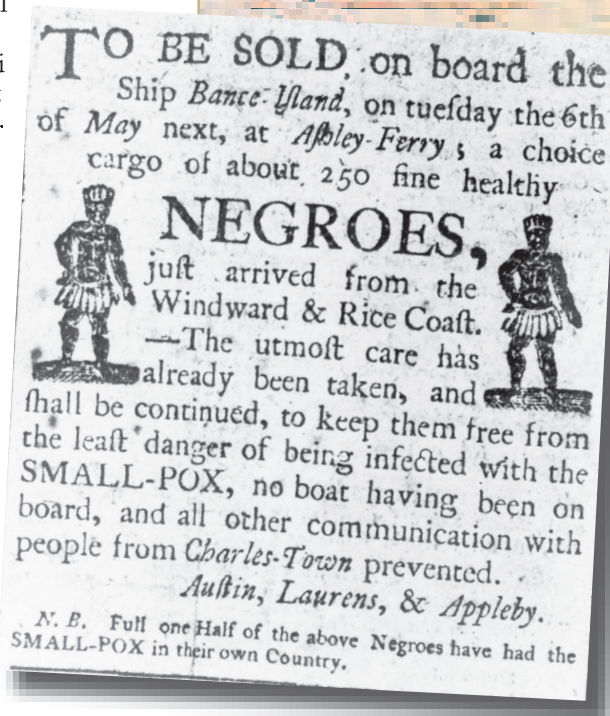 l
i
TO BE SOLD, on board the
Ship Bance-Iſland, on tueſday the 6th
of May next, at Aſhley-Ferry; a choice
cargo of about 250 fine healthy
NEGROES,
juſt arrived from the
Windward & Rice Coaſt.
—The utmoſt care has
already been taken, and
ſhall be continued, to keep them free from
the leaſt danger of being infected with the
SMALL-POX, no boat having been on
board, and all other communication with
people from Charles-Town prevented.
Auſtin, Laurens, & Appleby.
N. B. Full one Half of the above Negroes have had the
SMALL-POX in their own Country.